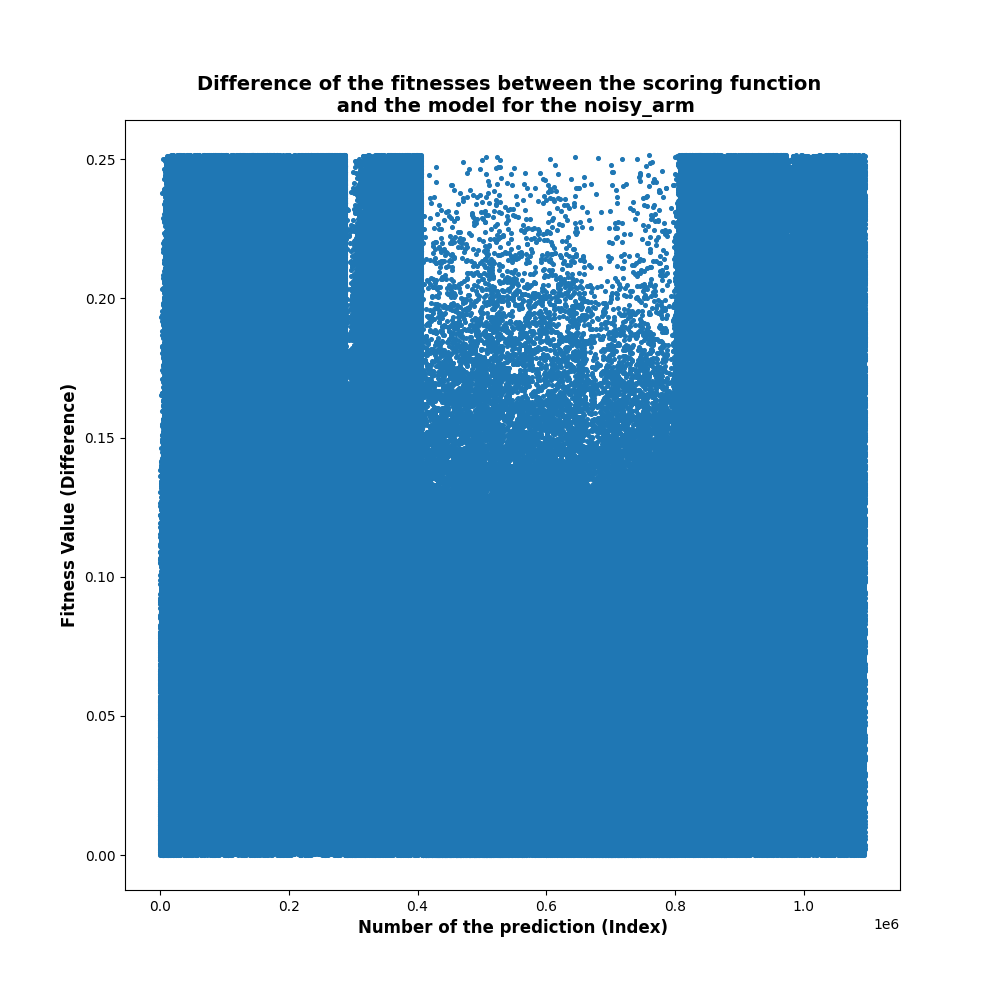 Difference of the fitnesses between the scoring function
and the model for the noisy_arm
Fitness Value (Difference)
0.25
0.20
0.15
0.10
0.05
0.00
0.0 0.2 0.4 0.6 0.8 1.0
1e6
Number of the prediction (Index)